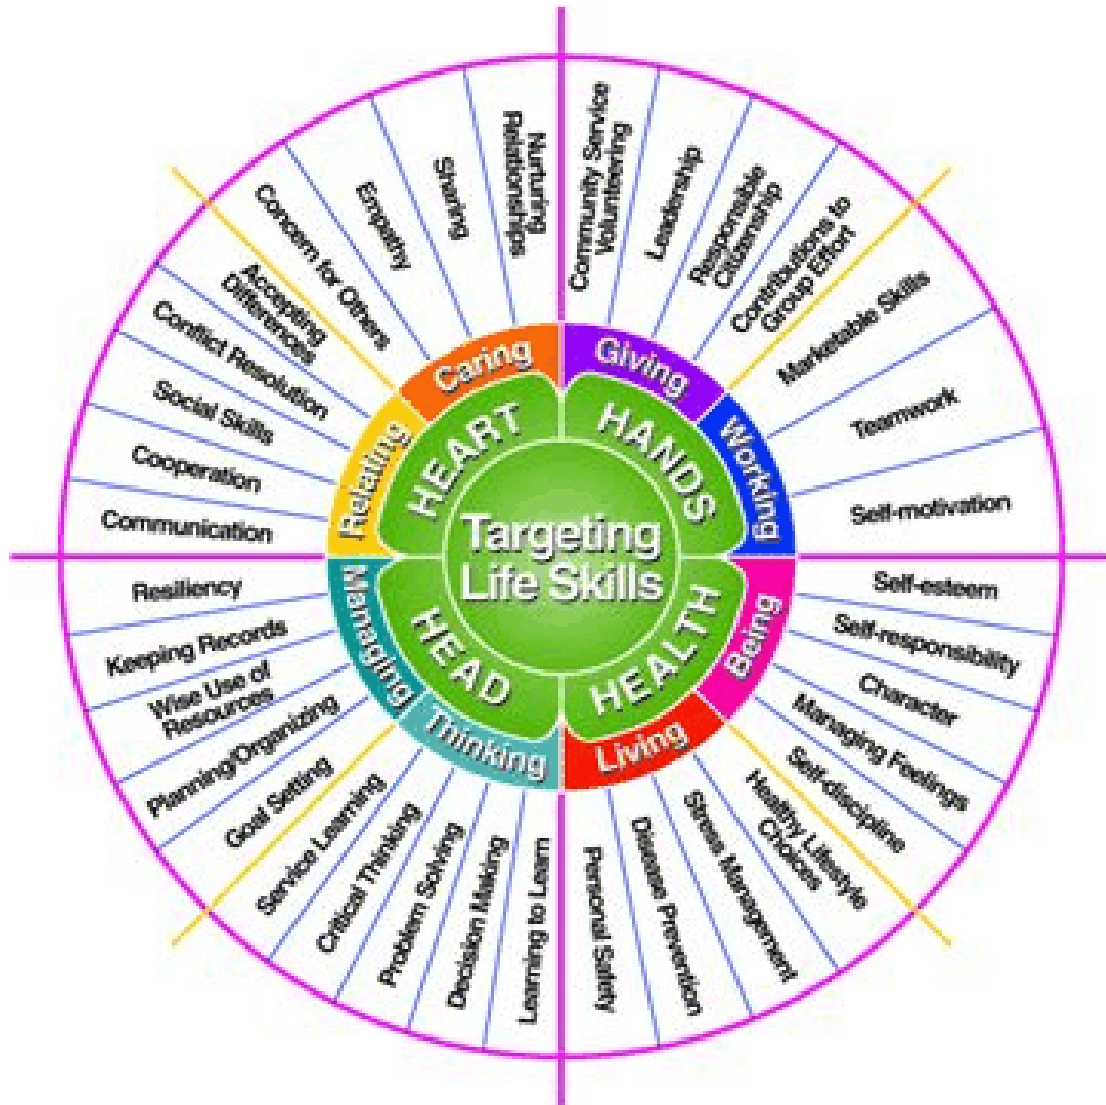 Targeting
Life Skills
HEART
HANDS
HEALTH
HEAD
Caring
Giving
Working
Being
Living
Thinking
Managing
Relating
Community Service
Volunteering
Leadership
Responsible
Citizenship
Contributions to
Group Effort
Marketable Skills
Teamwork
Self-motivation
Self-esteem
Self-responsibility
Character
Managing Feelings
Self-discipline
Healthy Lifestyle
Choices
Stress Management
Disease Prevention
Personal Safety
Learning to Learn
Decision Making
Problem Solving
Critical Thinking
Service Learning
Goal Setting
Planning/Organizing
Wise Use of
Resources
Keeping Records
Resiliency
Communication
Cooperation
Social Skills
Conflict Resolution
Accepting
Differences
Concern for Others
Empathy
Sharing
Nurturing
Relationships